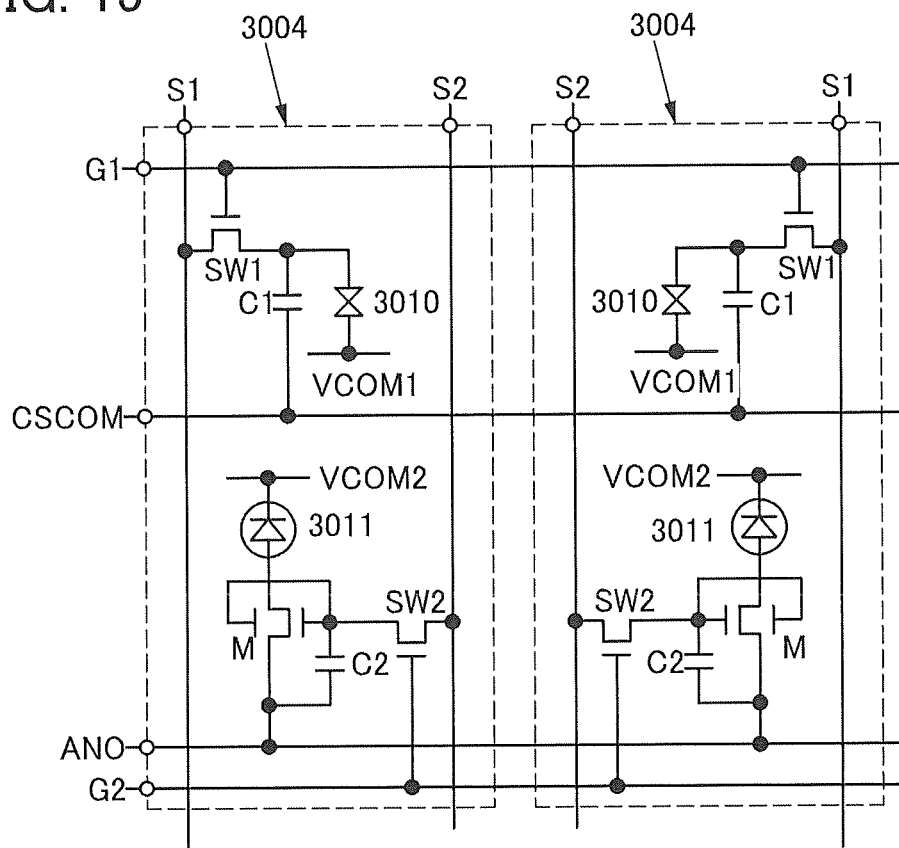 3004 3004
S1 S2 S2 S1
G1
SW1 SW1
C1 3010 3010 C1
VCOM1 VCOM1
CSCOM
VCOM2 VCOM2
3011 3011
SW2 SW2
M C2 C2 M
ANO
G2